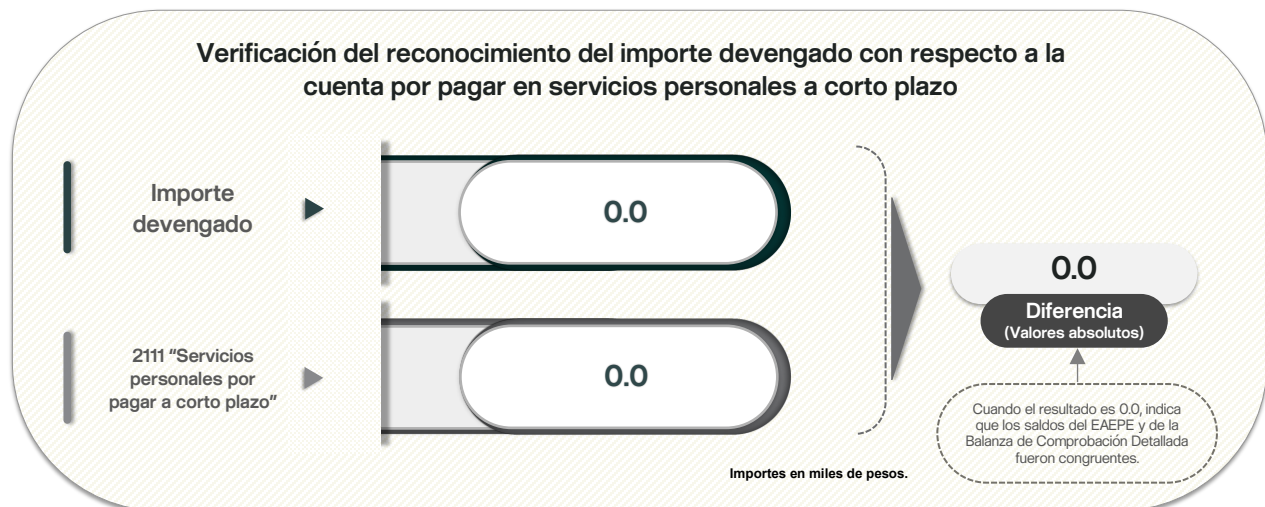 Verificación del reconocimiento del importe devengado con respecto a la
cuenta por pagar en servicios personales a corto plazo
Importe
devengado
0.0
2111 “Servicios
personales por
pagar a corto plazo”
0.0
0.0
Diferencia
(Valores absolutos)
Cuando el resultado es 0.0, indica
que los saldos del EAEPE y de la
Balanza de Comprobación Detallada
fueron congruentes.
Importes en miles de pesos.